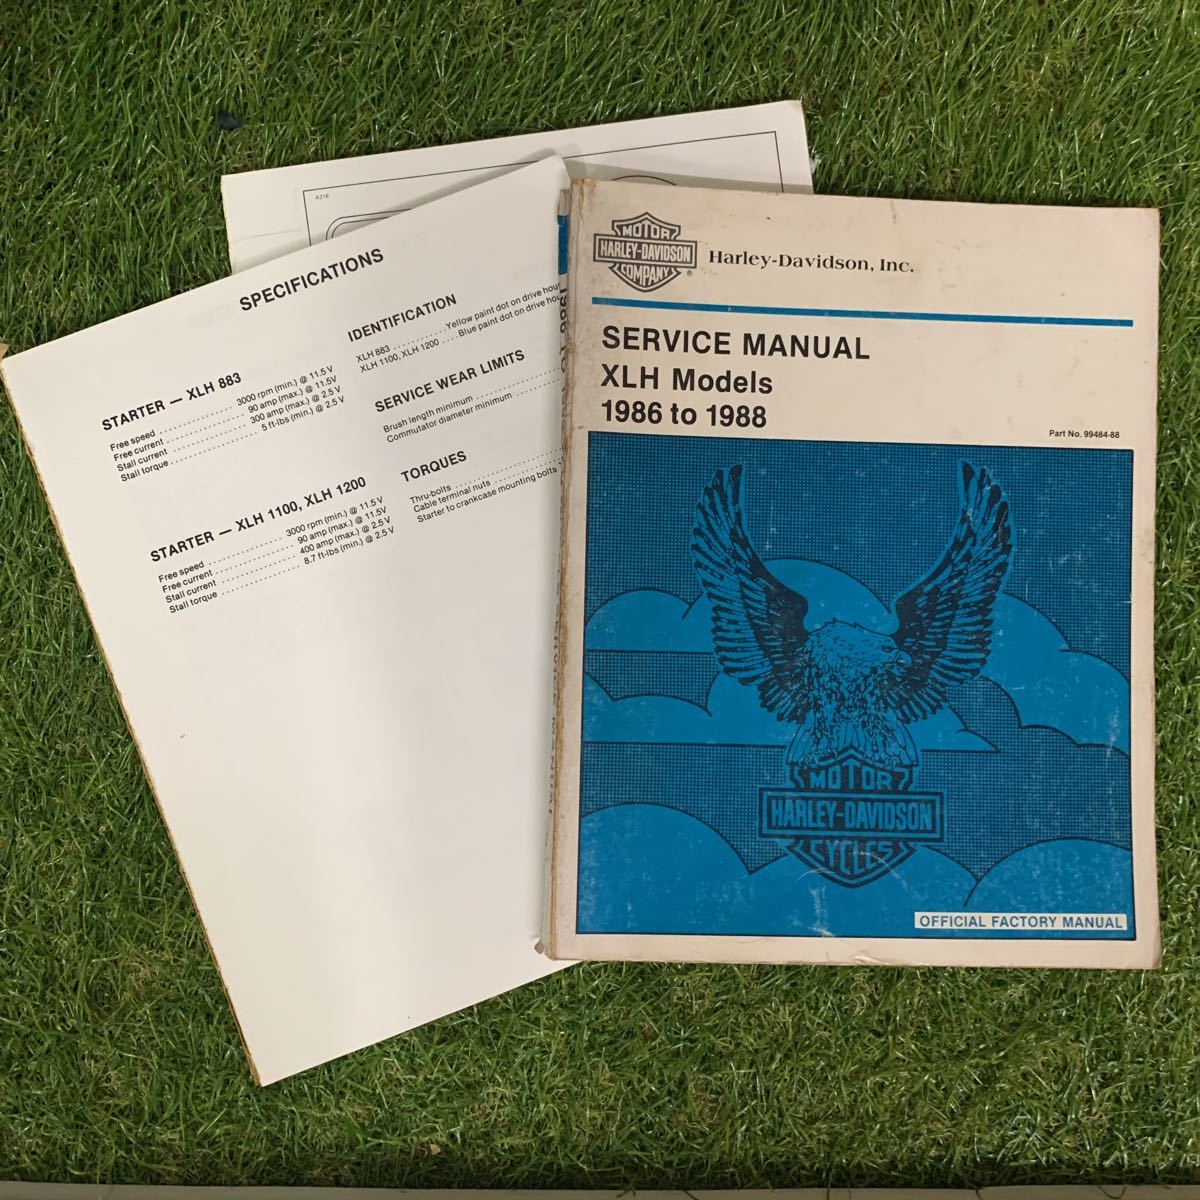 A218
SPECIFICATIONS
STARTER — XLH 883
Free speed .............. 3000 rpm (min.) @ 11.5 V
Free current .............. 90 amp (max.) @ 11.5V
Stall current .............. 300 amp (max.) @ 2.5 V
Stall torque .............. 5 ft-lbs (min.) @ 2.5 V
STARTER — XLH 1100, XLH 1200
Free speed .............. 3000 rpm (min.) @ 11.5 V
Free current .............. 90 amp (max.) @ 11.5V
Stall current .............. 400 amp (max.) @ 2.5 V
Stall torque .............. 8.7 ft-lbs (min.) @ 2.5 V
IDENTIFICATION
XLH 883 ........... Yellow paint dot on drive
XLH 1100, XLH 1200 .... Blue paint dot on drive
SERVICE WEAR LIMITS
Brush length minimum ..............
Commutator diameter minimum ..............
TORQUES
Thru-bolts ..............
Cable terminal nuts ..............
Starter to crankcase mounting bolts
1986 to
MOTOR
HARLEY-DAVIDSON
COMPANY ®
Harley-Davidson, Inc.
SERVICE MANUAL
XLH Models
1986 to 1988
Part No. 99484-88
MOTOR
HARLEY-DAVIDSON
CYCLES
OFFICIAL FACTORY MANUAL